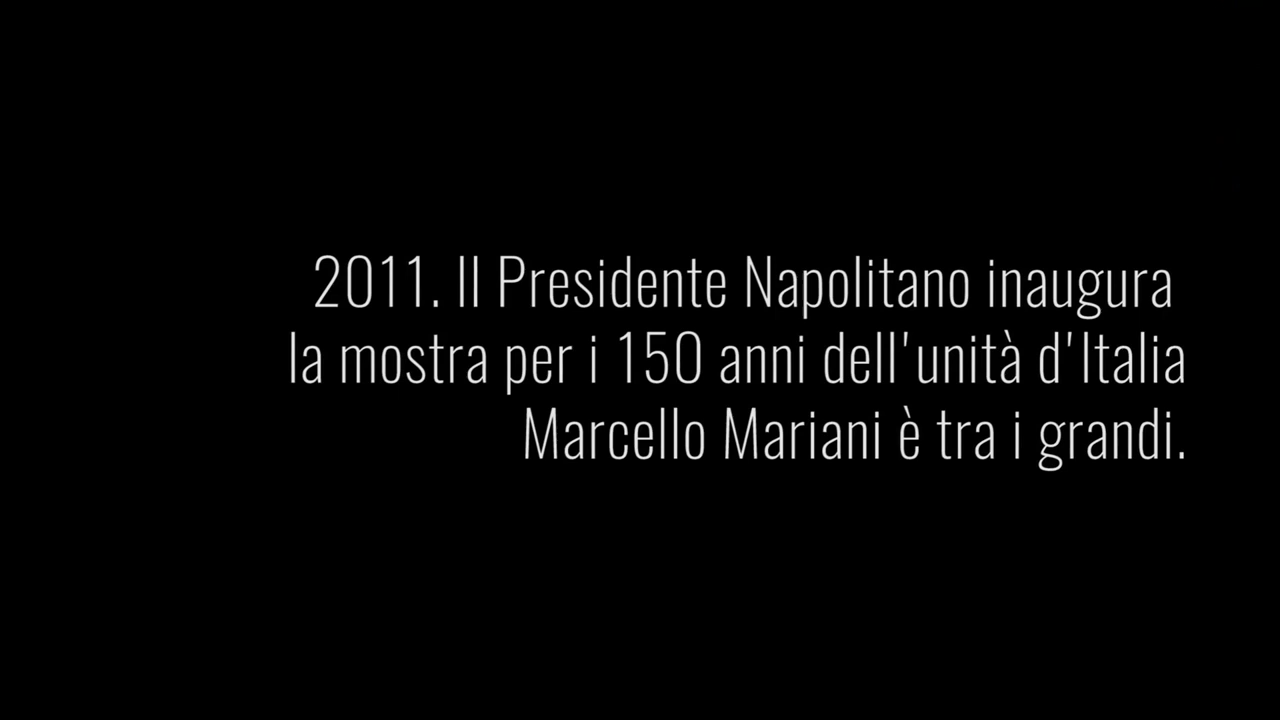 2011. Il Presidente Napolitano inaugura
la mostra per i 150 anni dell'unità d'Italia
Marcello Mariani è tra i grandi.